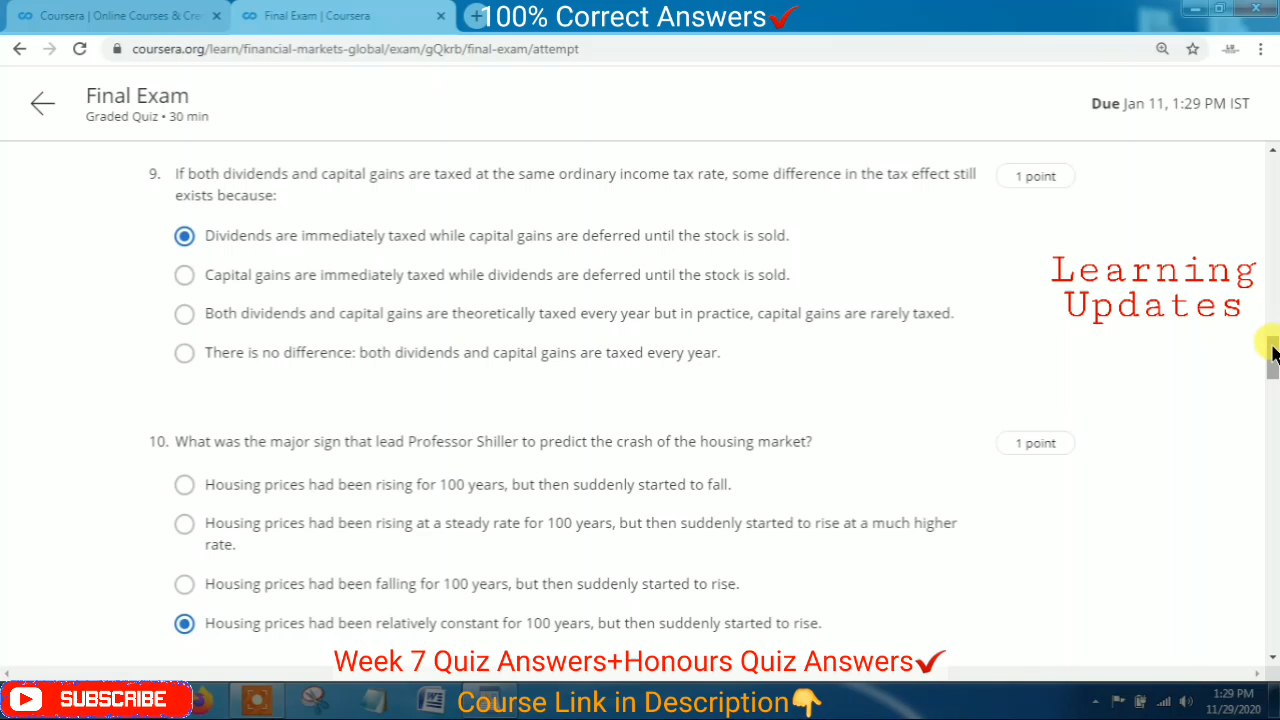 Coursera | Online Courses & Cre
Final Exam | Coursera
100% Correct Answers
coursera.org/learn/financial-markets-global/exam/gQkrb/final-exam/attempt
Final Exam
Graded Quiz • 30 min
Due Jan 11, 1:29 PM IST
9. If both dividends and capital gains are taxed at the same ordinary income tax rate, some difference in the tax effect still
exists because:
1 point
Dividends are immediately taxed while capital gains are deferred until the stock is sold.
Capital gains are immediately taxed while dividends are deferred until the stock is sold.
Both dividends and capital gains are theoretically taxed every year but in practice, capital gains are rarely taxed.
There is no difference: both dividends and capital gains are taxed every year.
Learning
Updates
10. What was the major sign that lead Professor Shiller to predict the crash of the housing market?
1 point
Housing prices had been rising for 100 years, but then suddenly started to fall.
Housing prices had been rising at a steady rate for 100 years, but then suddenly started to rise at a much higher
rate.
Housing prices had been falling for 100 years, but then suddenly started to rise.
Housing prices had been relatively constant for 100 years, but then suddenly started to rise.
Week 7 Quiz Answers+Honours Quiz Answers
SUBSCRIBE
Course Link in Description
1:29 PM
11/29/2020